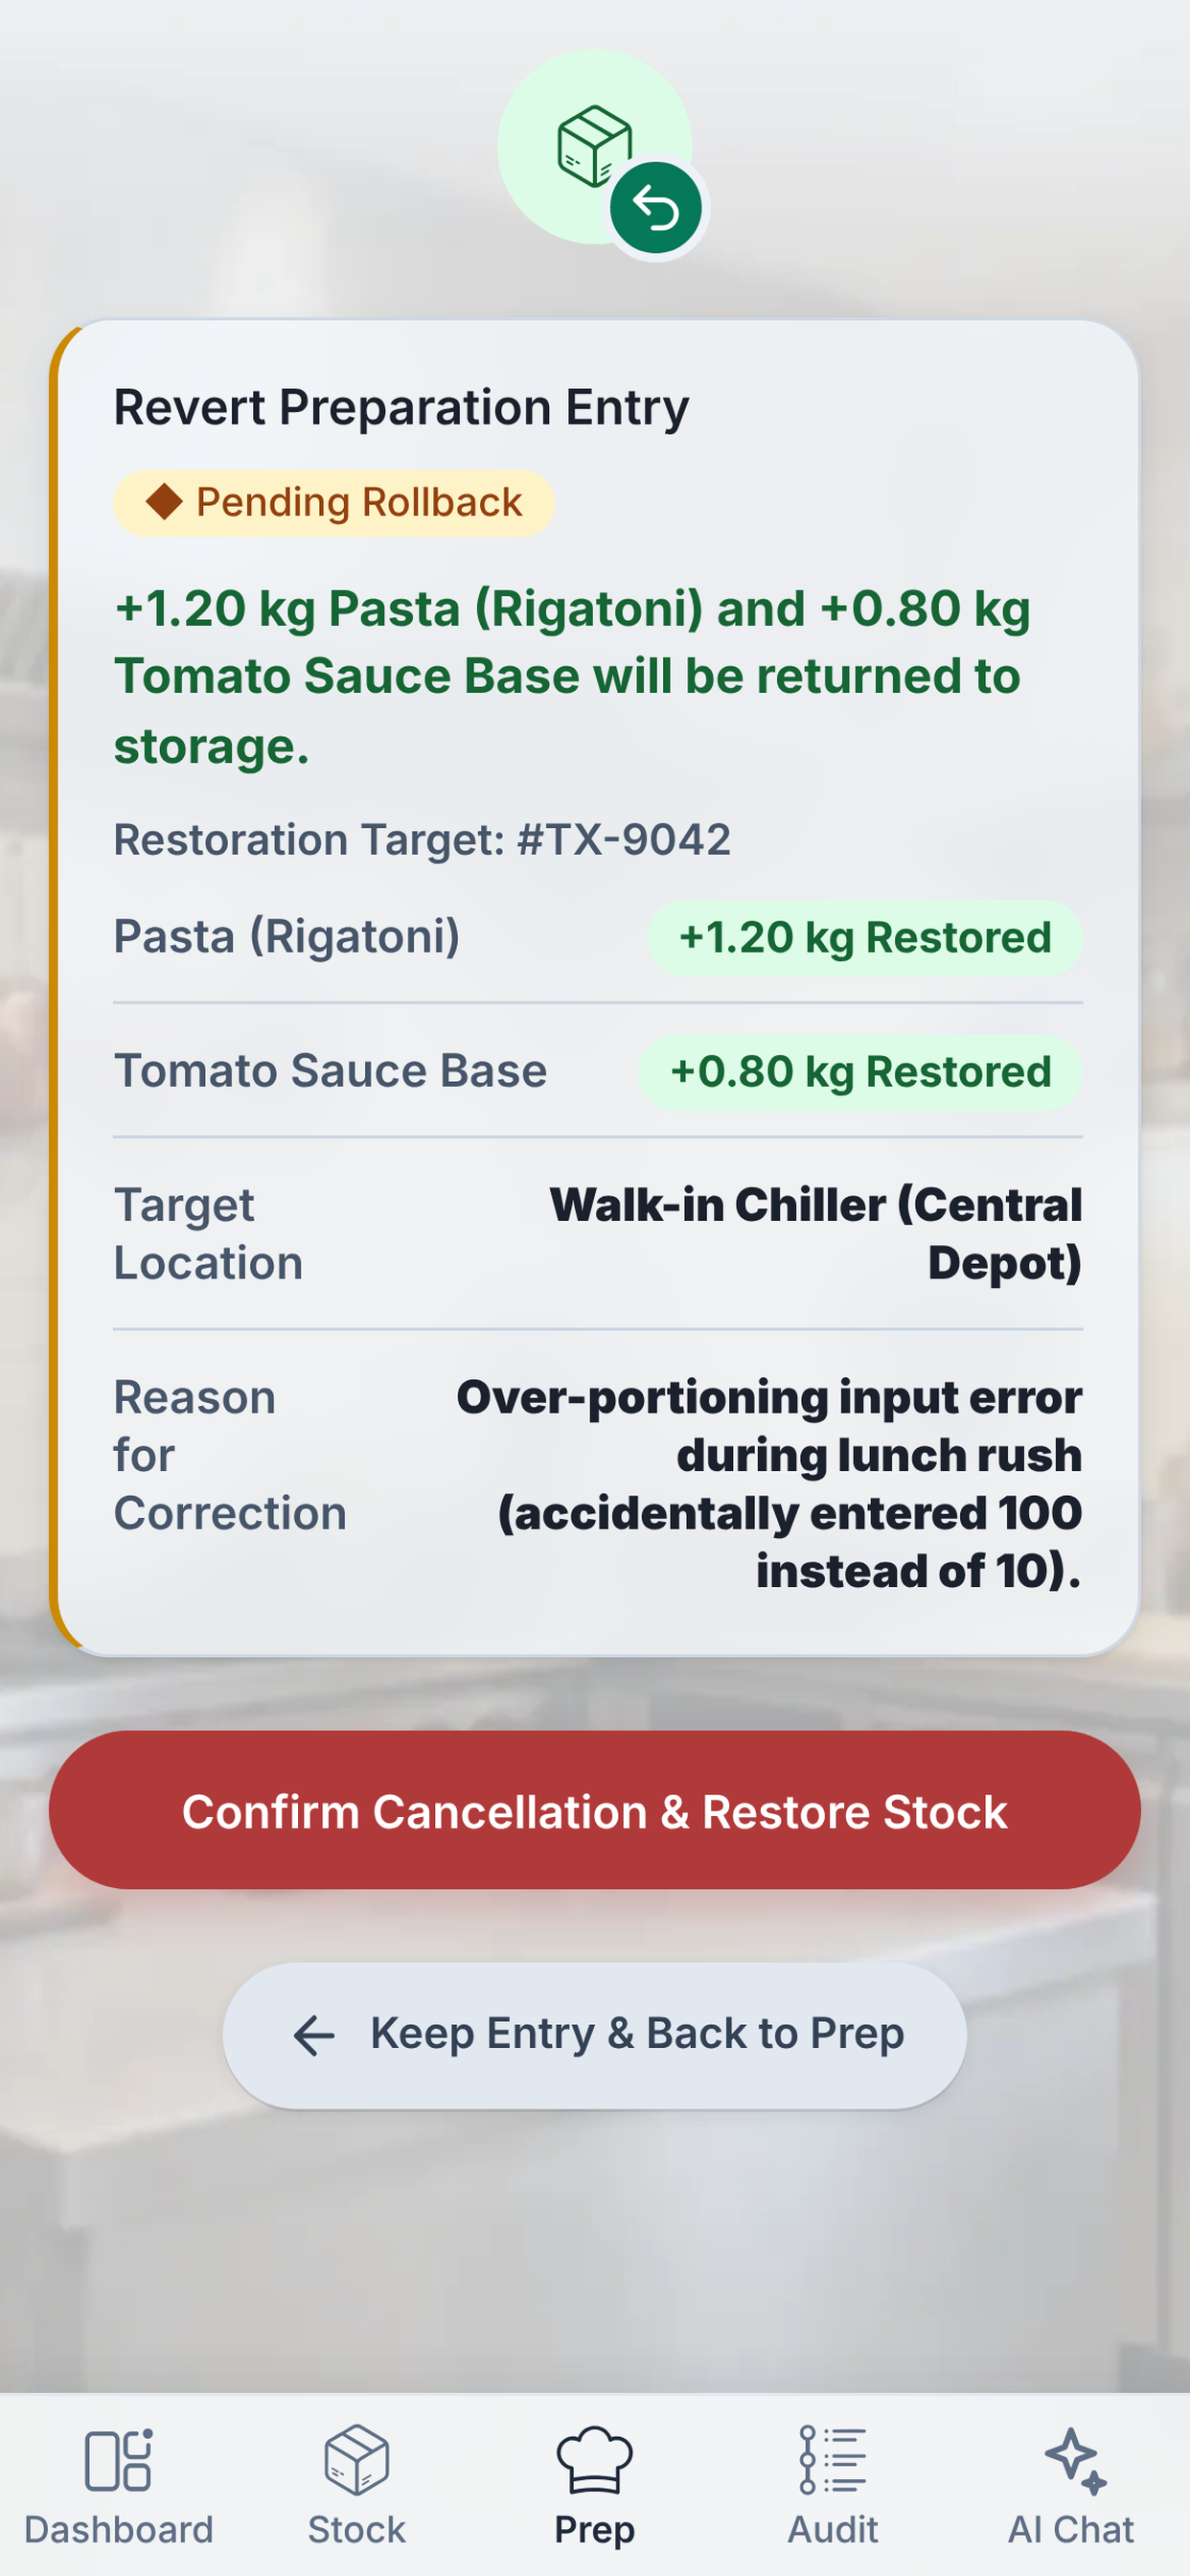 Revert Preparation Entry
◆ Pending Rollback
+1.20 kg Pasta (Rigatoni) and +0.80 kg
Tomato Sauce Base will be returned to
storage.
Restoration Target: #TX-9042
Pasta (Rigatoni)
+1.20 kg Restored
Tomato Sauce Base
+0.80 kg Restored
Target
Location
Walk-in Chiller (Central
Depot)
Reason
for
Correction
Over-portioning input error
during lunch rush
(accidentally entered 100
instead of 10).
Confirm Cancellation & Restore Stock
← Keep Entry & Back to Prep
Dashboard
Stock
Prep
Audit
AI Chat